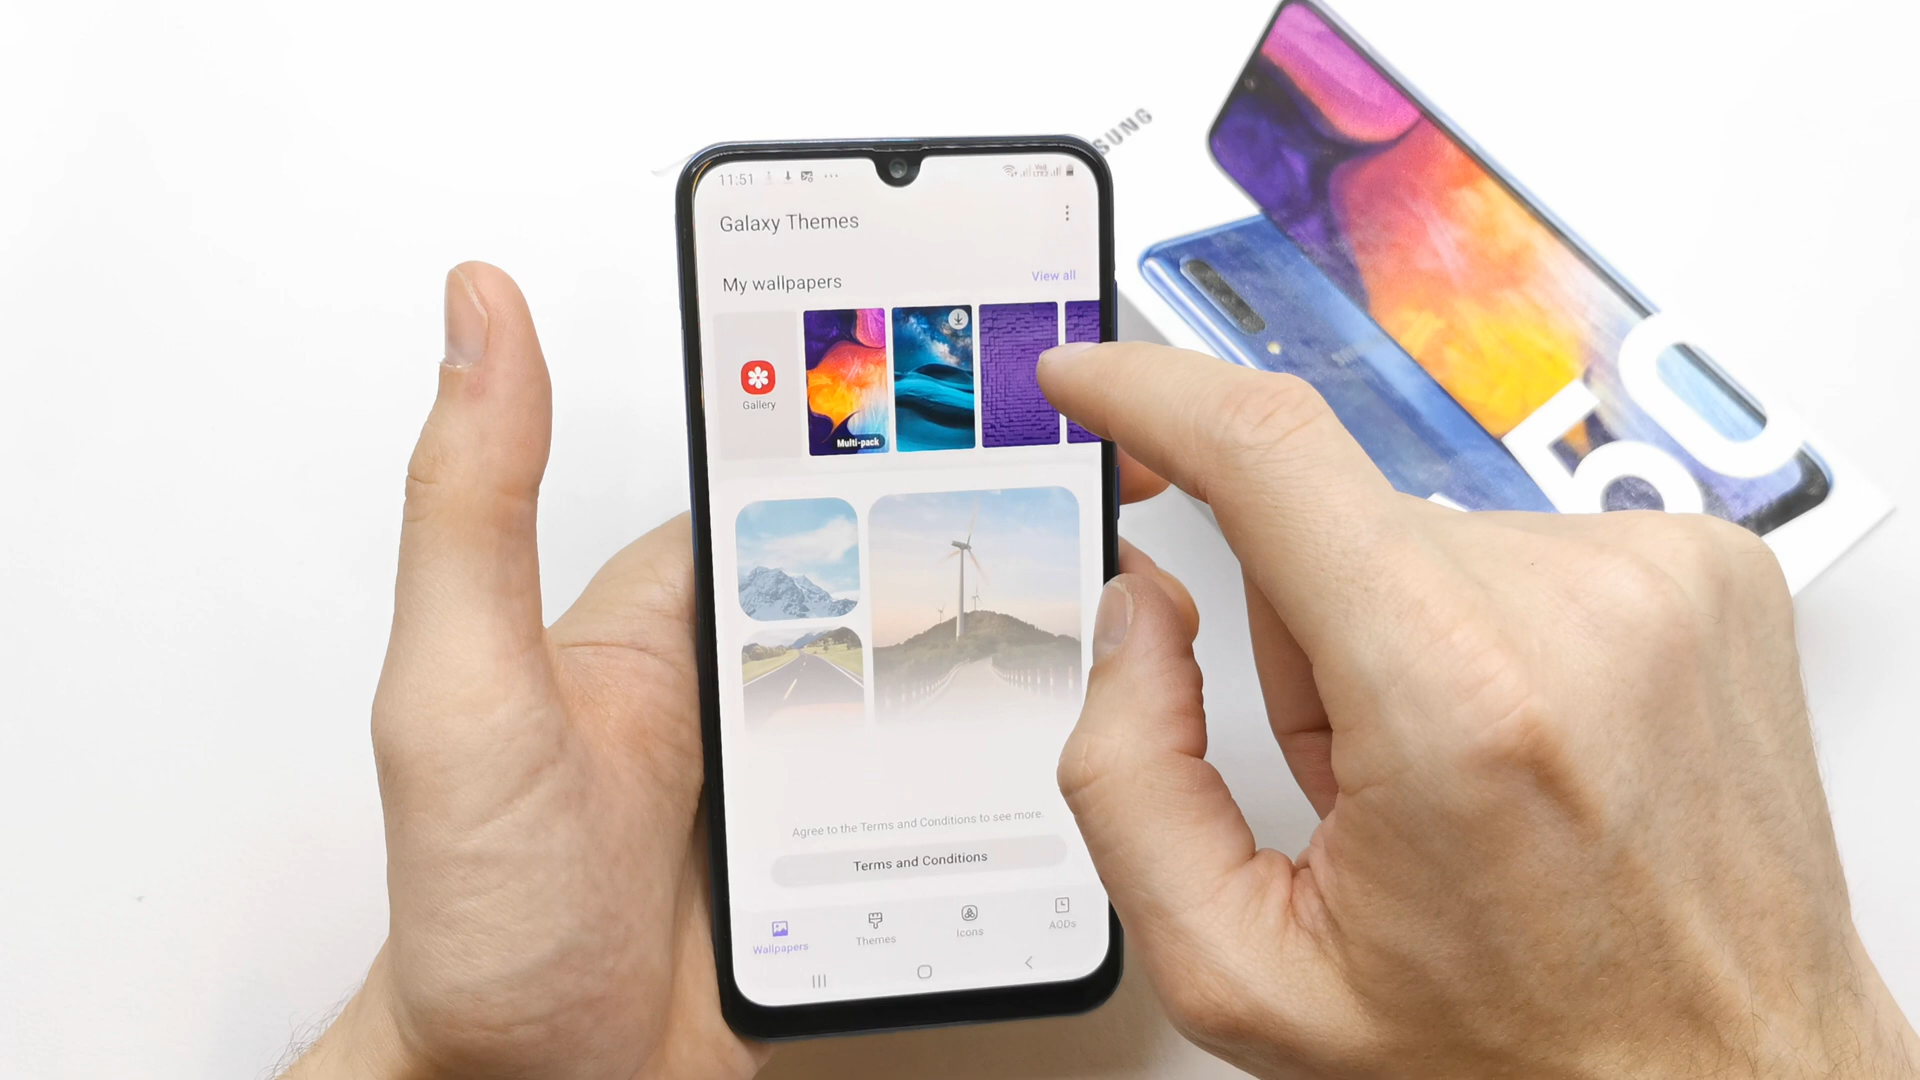 SUNG
11:51
Galaxy Themes
My wallpapers
View all
Gallery
Multi-pack
Agree to the Terms and Conditions to see more.
Terms and Conditions
Wallpapers
Themes
Icons
AODs
50